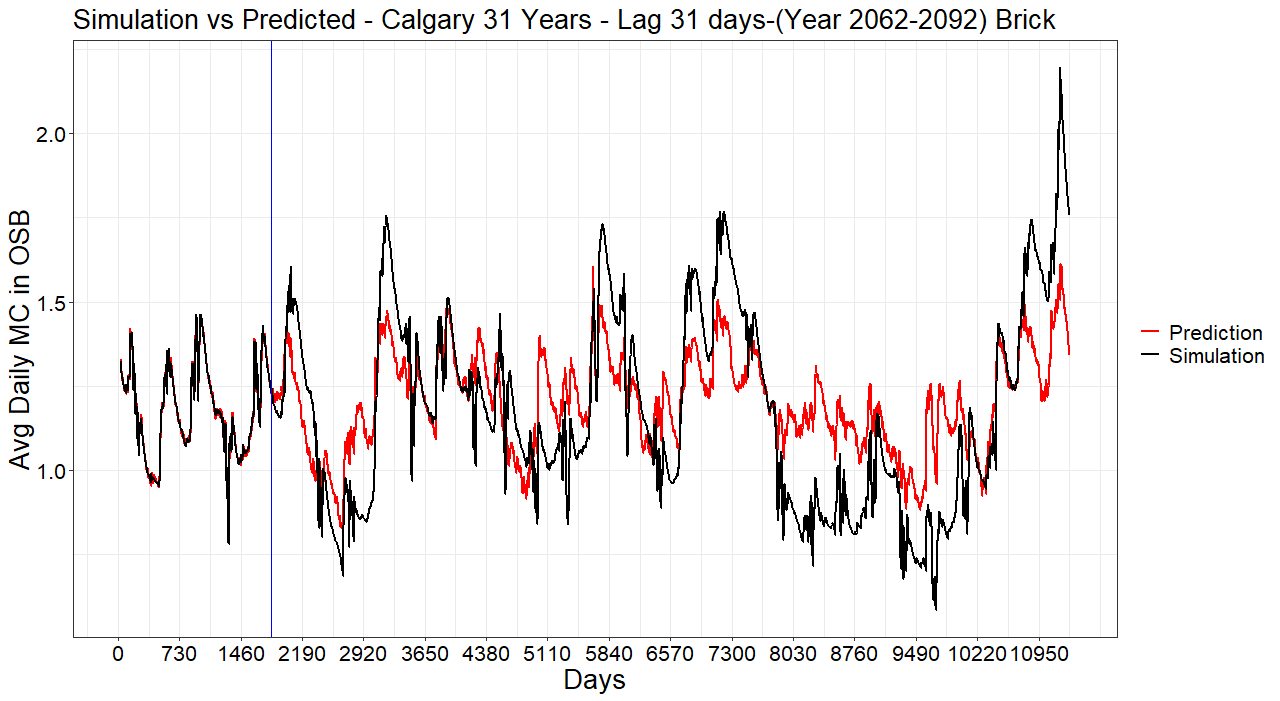 Simulation vs Predicted - Calgary 31 Years - Lag 31 days-(Year 2062-2092) Brick
Avg Daily MC in OSB
2.0
1.5
1.0
0 730 1460 2190 2920 3650 4380 5110 5840 6570 7300 8030 8760 9490 10220 10950
Days
Prediction
Simulation